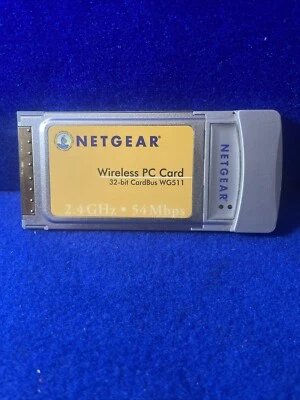 NETGEAR®
Wireless PC Card
32-bit CardBus WG511
2.4 GHz • 54 Mbps
NETGEAR